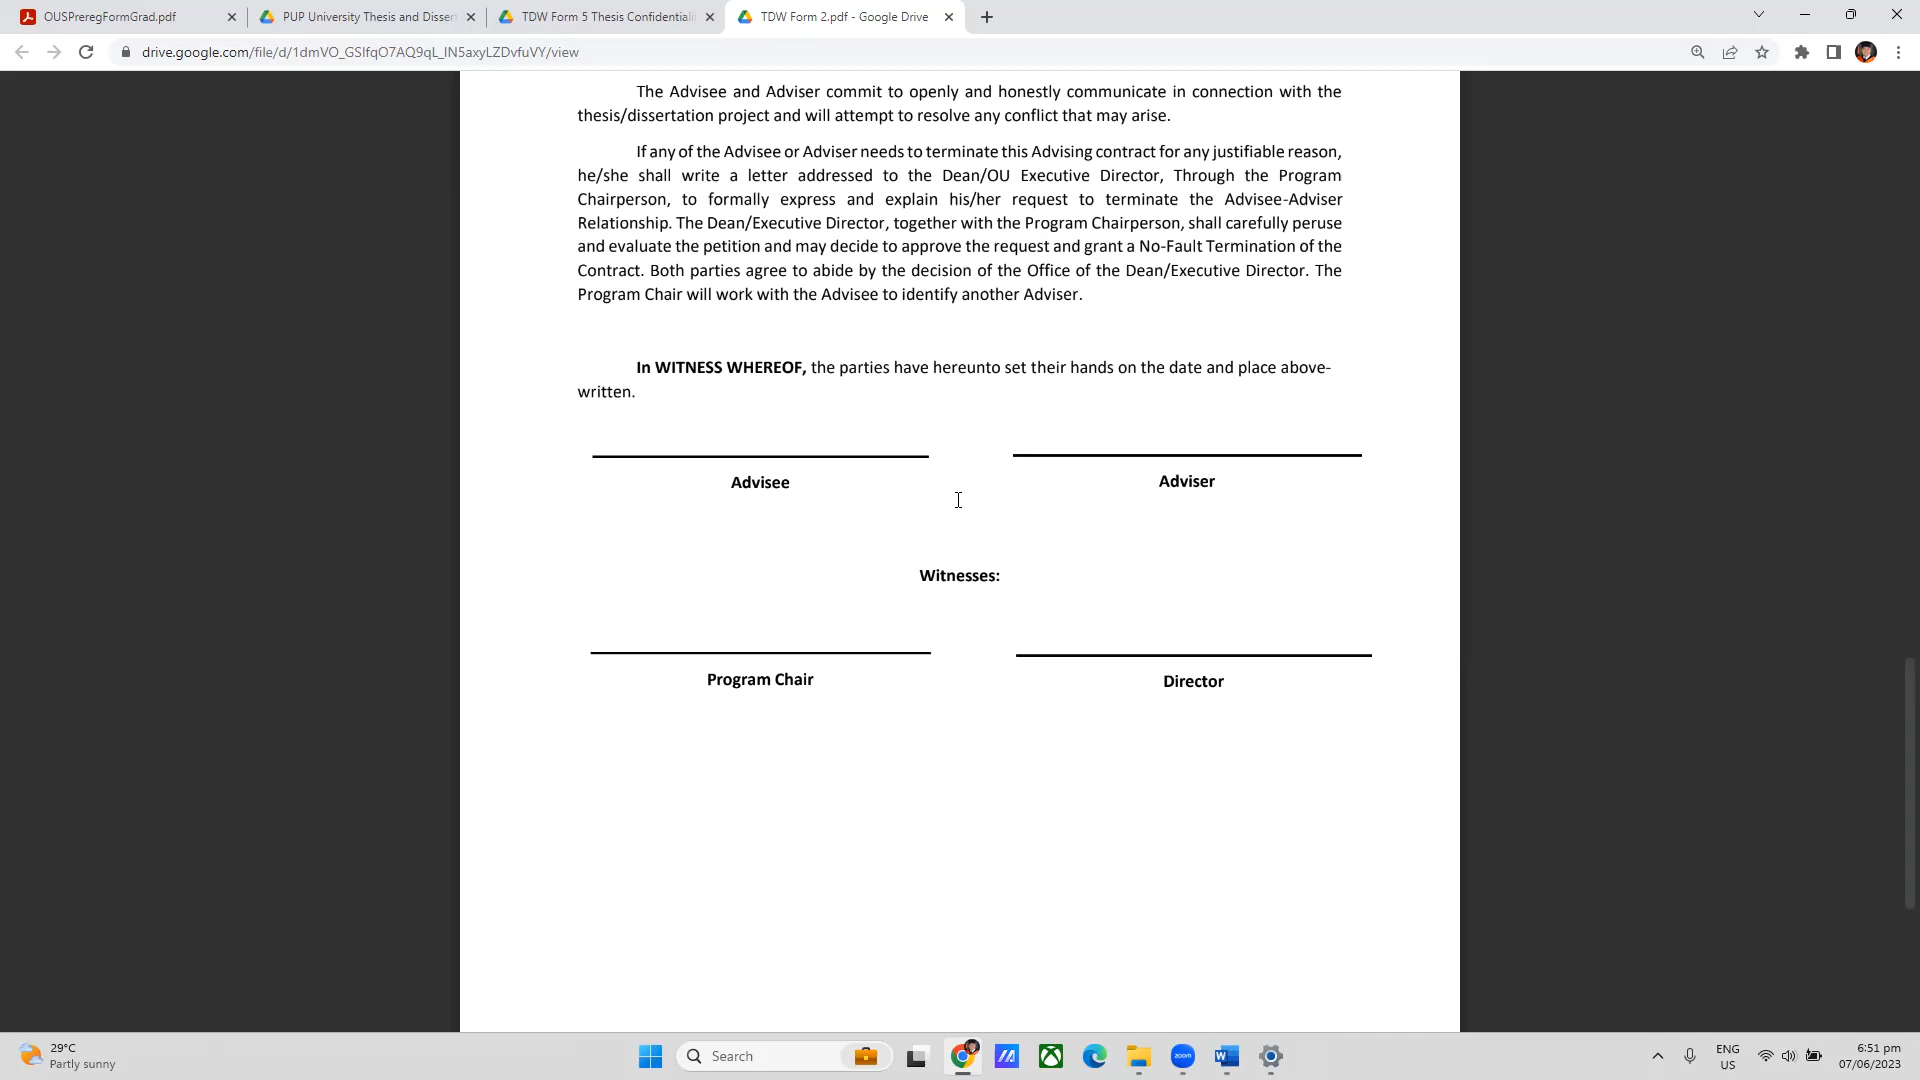 OUSPreregFormGrad.pdf
PUP University Thesis and Disser
TDW Form 5 Thesis Confidentiali
TDW Form 2.pdf - Google Drive
drive.google.com/file/d/1dmVO_GSIfqO7AQ9qL_IN5axyLZDvfuVY/view
The Advisee and Adviser commit to openly and honestly communicate in connection with the
thesis/dissertation project and will attempt to resolve any conflict that may arise.
If any of the Advisee or Adviser needs to terminate this Advising contract for any justifiable reason,
he/she shall write a letter addressed to the Dean/OU Executive Director, Through the Program
Chairperson, to formally express and explain his/her request to terminate the Advisee-Adviser
Relationship. The Dean/Executive Director, together with the Program Chairperson, shall carefully peruse
and evaluate the petition and may decide to approve the request and grant a No-Fault Termination of the
Contract. Both parties agree to abide by the decision of the Office of the Dean/Executive Director. The
Program Chair will work with the Advisee to identify another Adviser.
In WITNESS WHEREOF, the parties have hereunto set their hands on the date and place above-
written.
Advisee
Adviser
Witnesses:
Program Chair
Director
29°C
Partly sunny
Search
zoom
ENG
US
6:51 pm
07/06/2023